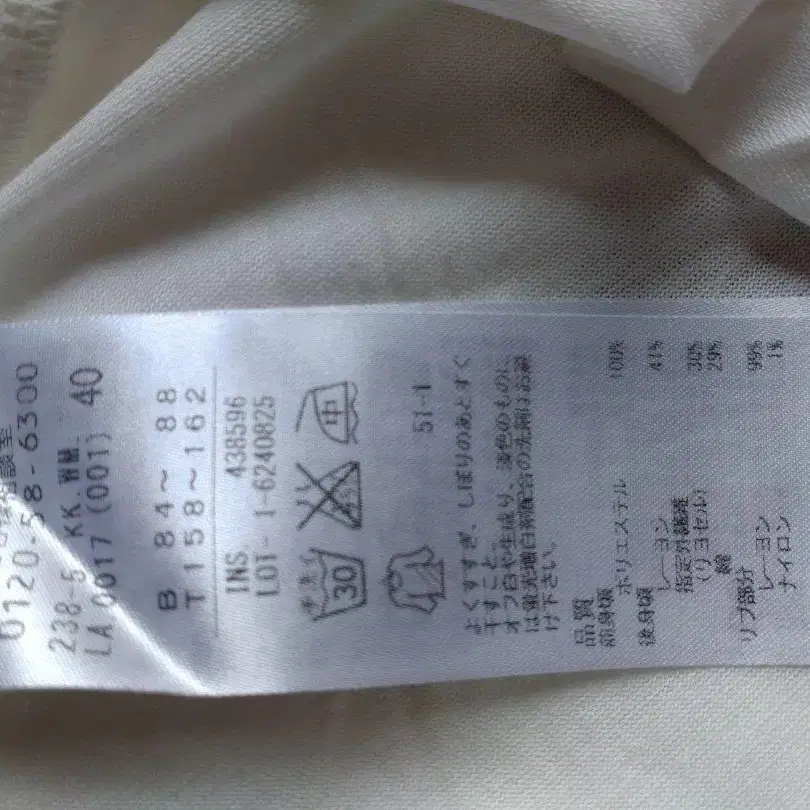 0120-58-6300
238-5 KK.WM.
LA 0017 (001) 40
B 84～ 88
T 158～162
INS. 438596
LOT- 1-6240825
手洗イ
30
中
51-1
よくすすぎ、しぼりのあとすぐ
干すこと。
オフ白や生成り、淡色のものに
は蛍光増白剤配合の洗剤はお避
け下さい。
品質
前身頃
ポリエステル 100%
後身頃
レーヨン 41%
指定外繊維
(リヨセル) 30%
綿 29%
リブ部分
レーヨン 99%
ナイロン 1%